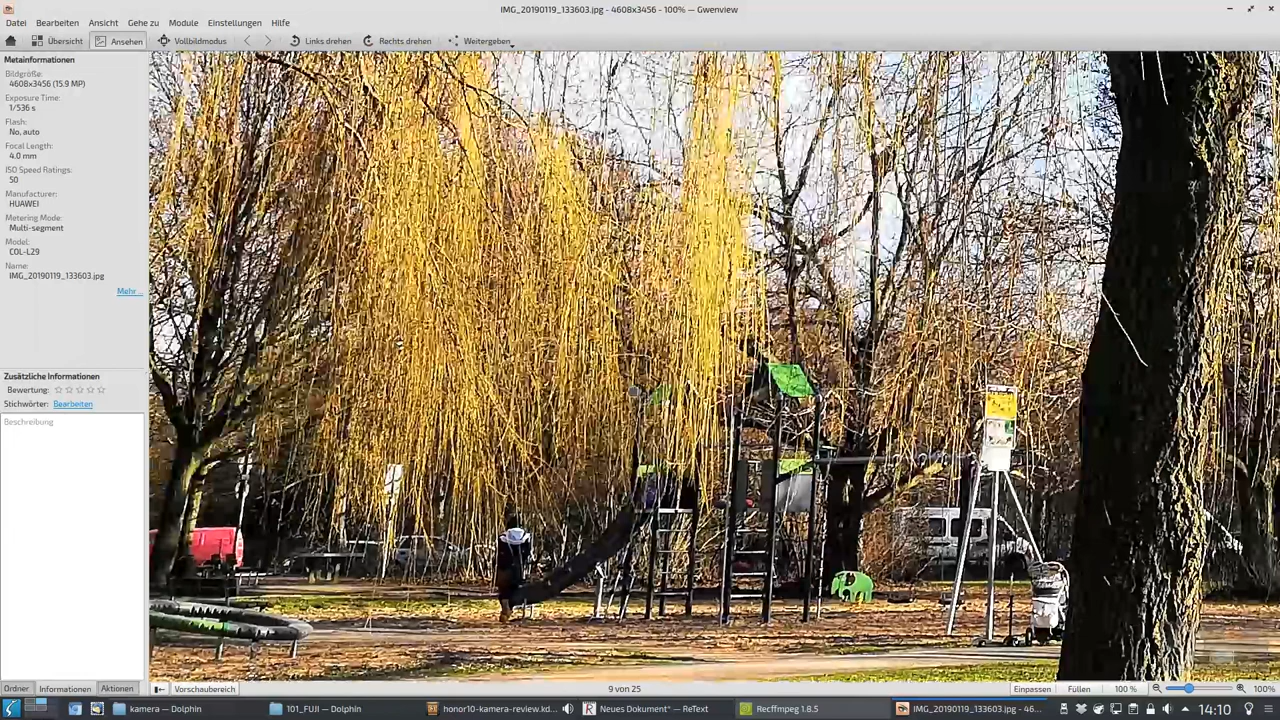 IMG_20190119_133603.jpg - 4608x3456 - 100% — Gwenview
Datei Bearbeiten Ansicht Gehe zu Module Einstellungen Hilfe
Übersicht Ansehen Vollbildmodus Links drehen Rechts drehen Weitergeben
Metainformationen
Bildgröße:
4608x3456 (15.9 MP)
Exposure Time:
1/536 s
Flash:
No, auto
Focal Length:
4.0 mm
ISO Speed Ratings:
50
Manufacturer:
HUAWEI
Metering Mode:
Multi-segment
Model:
COL-L29
Name:
IMG_20190119_133603.jpg
Mehr...
Zusätzliche Informationen
Bewertung:
Stichwörter: Bearbeiten
Beschreibung
Ordner Informationen Aktionen Vorschaubereich 9 von 25 Einpassen Füllen 100 % 100%
kamera — Dolphin 101_FUJI — Dolphin honor10-kamera-review.kd... Neues Dokument* — ReText Recffmpeg 1.8.5 IMG_20190119_133603.jpg - 46... 14:10